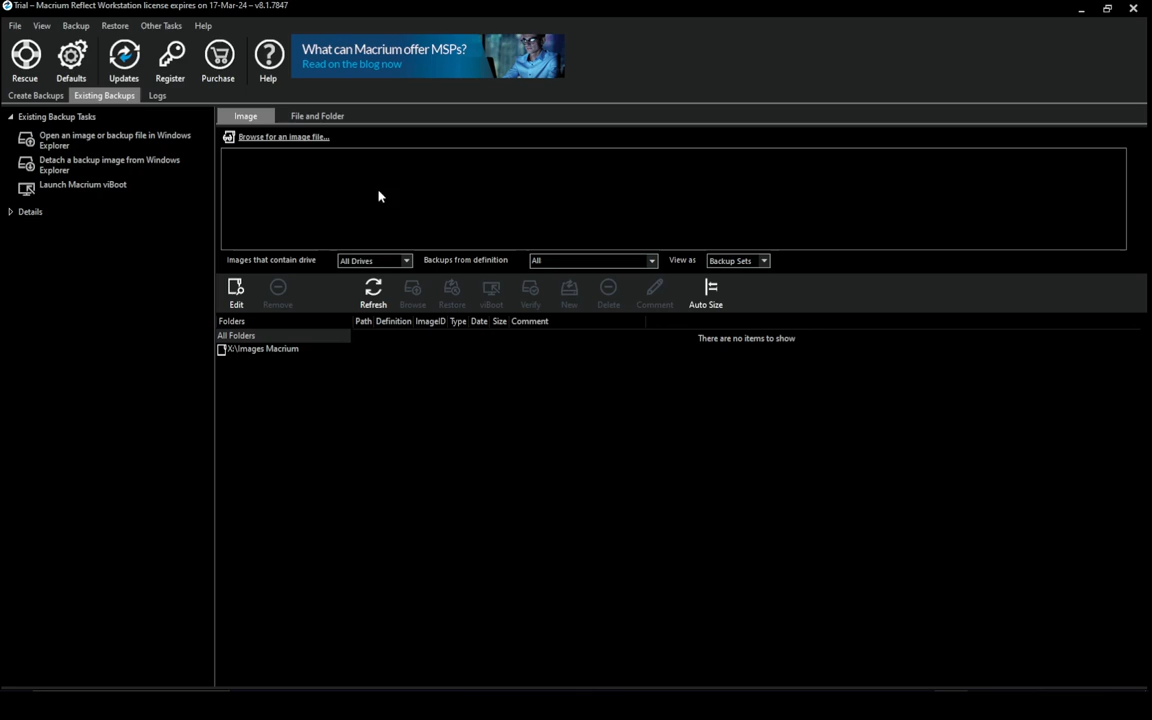 Trial – Macrium Reflect Workstation license expires on 17-Mar-24 – v8.1.7847
File View Backup Restore Other Tasks Help
What can Macrium offer MSPs?
Read on the blog now
Rescue Defaults Updates Register Purchase Help
Create Backups Existing Backups Logs
Existing Backup Tasks
Open an image or backup file in Windows
Explorer
Detach a backup image from Windows
Explorer
Launch Macrium viBoot
Details
Image File and Folder
Browse for an image file...
Images that contain drive All Drives Backups from definition All View as Backup Sets
Edit Remove Refresh Browse Restore viBoot Verify New Delete Comment Auto Size
Folders Path Definition ImageID Type Date Size Comment
All Folders
There are no items to show
X:\Images Macrium